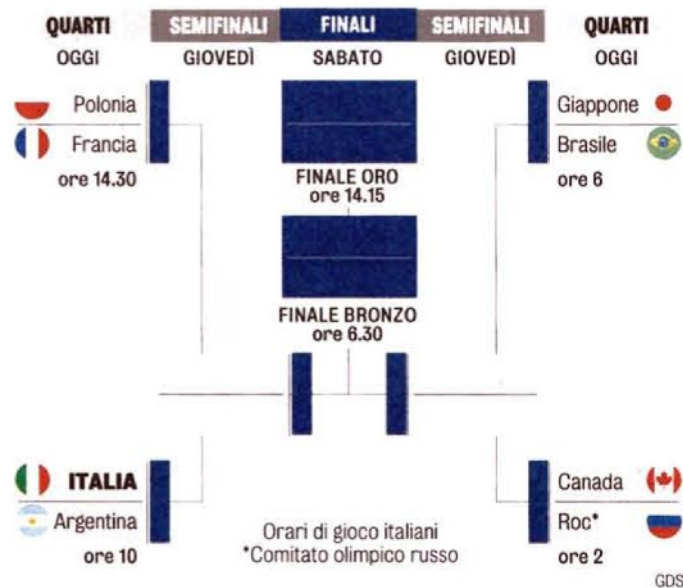 QUARTI SEMIFINALI FINALI SEMIFINALI QUARTI
OGGI GIOVEDÌ SABATO GIOVEDÌ OGGI
Polonia
Francia
ore 14.30
FINALE ORO
ore 14.15
FINALE BRONZO
ore 6.30
Giappone
Brasile
ore 6
ITALIA
Argentina
ore 10
Orari di gioco italiani
*Comitato olimpico russo
Canada
Roc*
ore 2
GDS